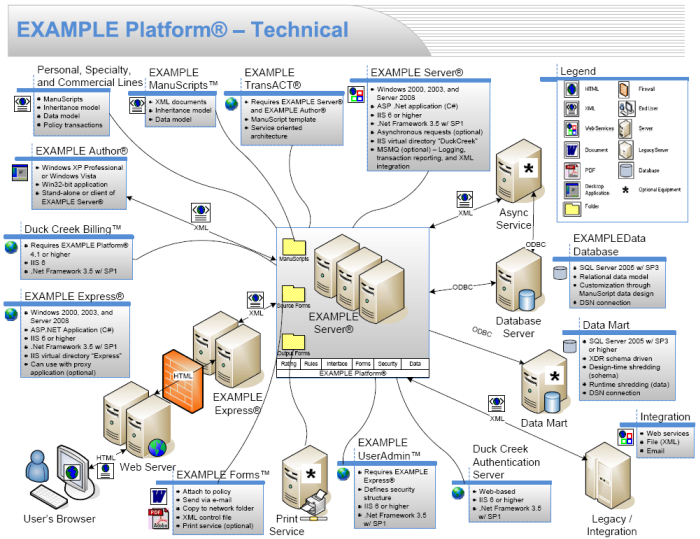 EXAMPLE Platform® – Technical
Personal, Specialty,
and Commercial Lines
ManuScripts
Inheritance model
Data model
Policy transactions
EXAMPLE
ManuScripts™
XML documents
Inheritance model
Data model
EXAMPLE
TransACT®
Requires EXAMPLE Server®
and EXAMPLE Author®
ManuScript template
Service oriented
architecture
EXAMPLE Server®
Windows 2000, 2003, and
Server 2008
ASP .Net application (C#)
IIS 6 or higher
.Net Framework 3.5 w/ SP1
Asynchronous requests (optional)
IIS virtual directory "DuckCreek"
MSMQ (optional) – Logging,
transaction reporting, and XML
integration
Legend
HTML
Firewall
XML
End User
Web Services
Server
Document
Legacy Server
PDF
Database
Desktop
Application
* Optional Equipment
Folder
EXAMPLE Author®
Windows XP Professional
or Windows Vista
Win32-bit application
Stand-alone or client of
EXAMPLE Server®
XML
XML
*
Async
Service
Duck Creek Billing™
Requires EXAMPLE Platform®
4.1 or higher
IIS 6
.Net Framework 3.5 w/ SP1
ManuScripts
Source Forms
Output Forms
EXAMPLE
Server®
Rating Rules Interface Forms Security Data
EXAMPLE Platform®
ODBC
ODBC
ODBC
Database
Server
EXAMPLEData
Database
SQL Server 2005 w/ SP3
Relational data model
Customization through
ManuScript data design
DSN connection
EXAMPLE Express®
Windows 2000, 2003, and
Server 2008
ASP.NET Application (C#)
IIS 6 or higher
.Net Framework 3.5 w/ SP1
IIS virtual directory "Express"
Can use with proxy
application (optional)
XML
HTML
EXAMPLE
Express®
Data Mart
SQL Server 2005 w/ SP3
or higher
XDR schema driven
Design-time shredding
(schema)
Runtime shredding (data)
DSN connection
*
Data Mart
XML
Integration
Web services
File (XML)
Email
Web Server
HTML
User's Browser
EXAMPLE Forms™
Attach to policy
Send via e-mail
Copy to network folder
XML control file
Print service (optional)
W
PDF
Adobe
*
Print
Service
EXAMPLE
UserAdmin™
Requires EXAMPLE
Express®
Defines security
structure
IIS 6 or higher
.Net Framework 3.5
w/ SP1
Duck Creek
Authentication
Server
Web-based
IIS 6 or higher
.Net Framework 3.5
w/ SP1
Legacy /
Integration